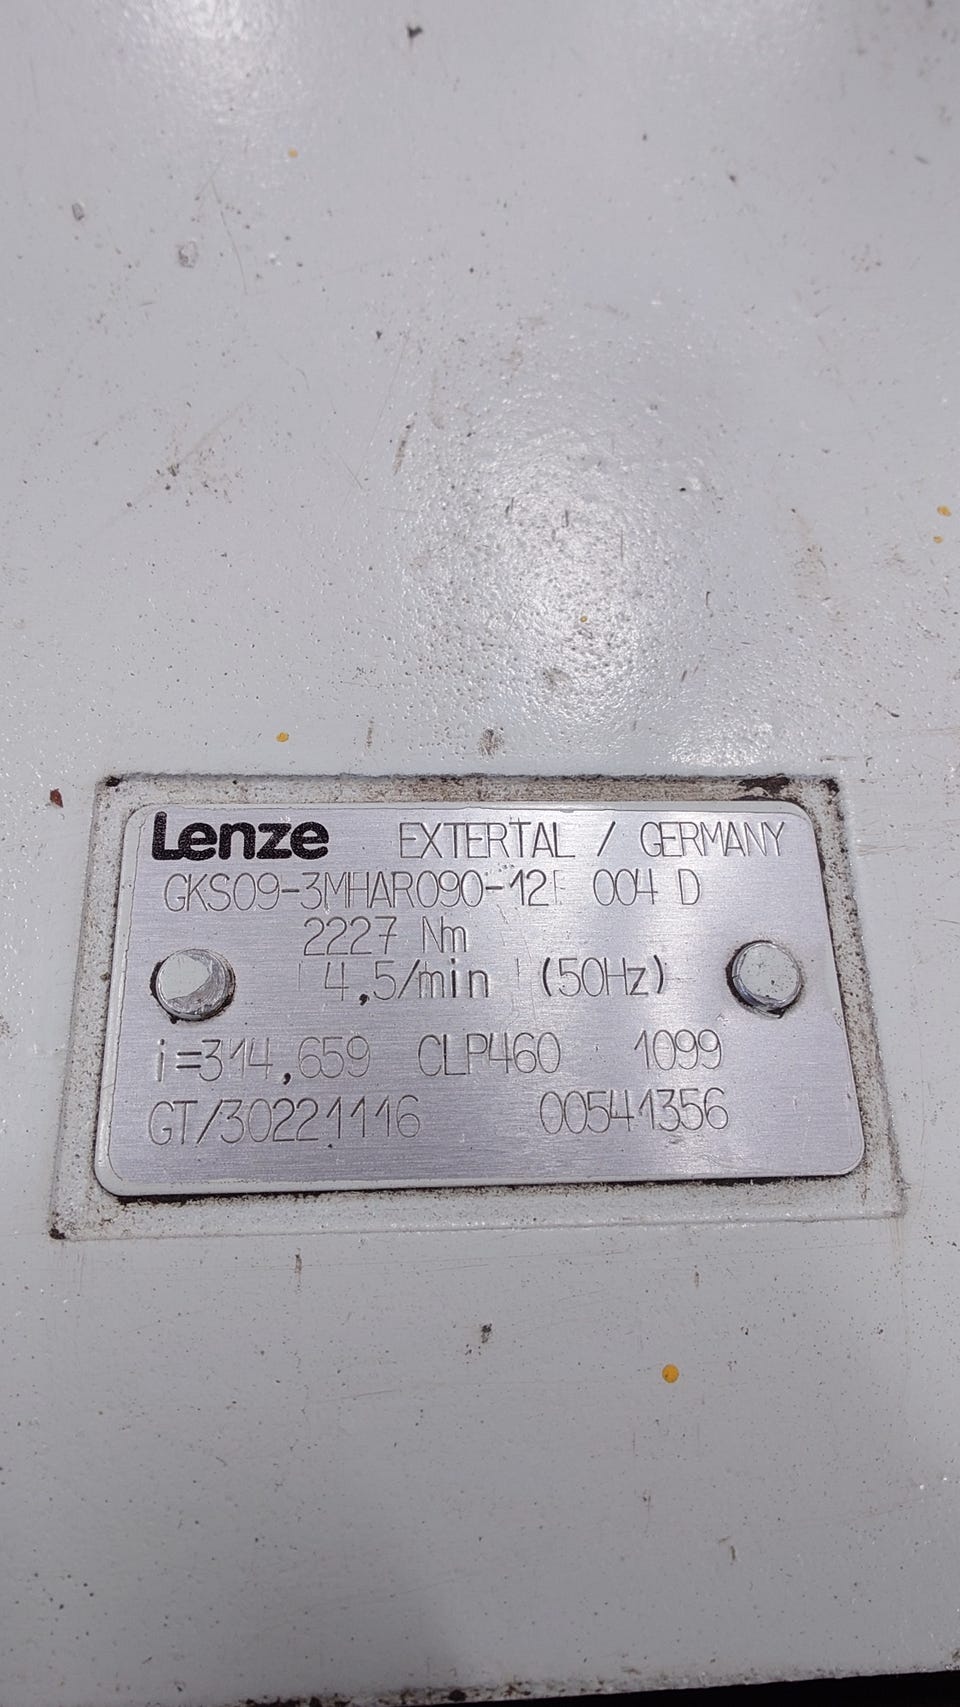 Lenze EXTERTAL / GERMANY
GKS09-3MHAR090-12 004 D
2227 Nm
4,5/min (50Hz)
i=314,659 CLP460 1099
GT/30221116 00541356